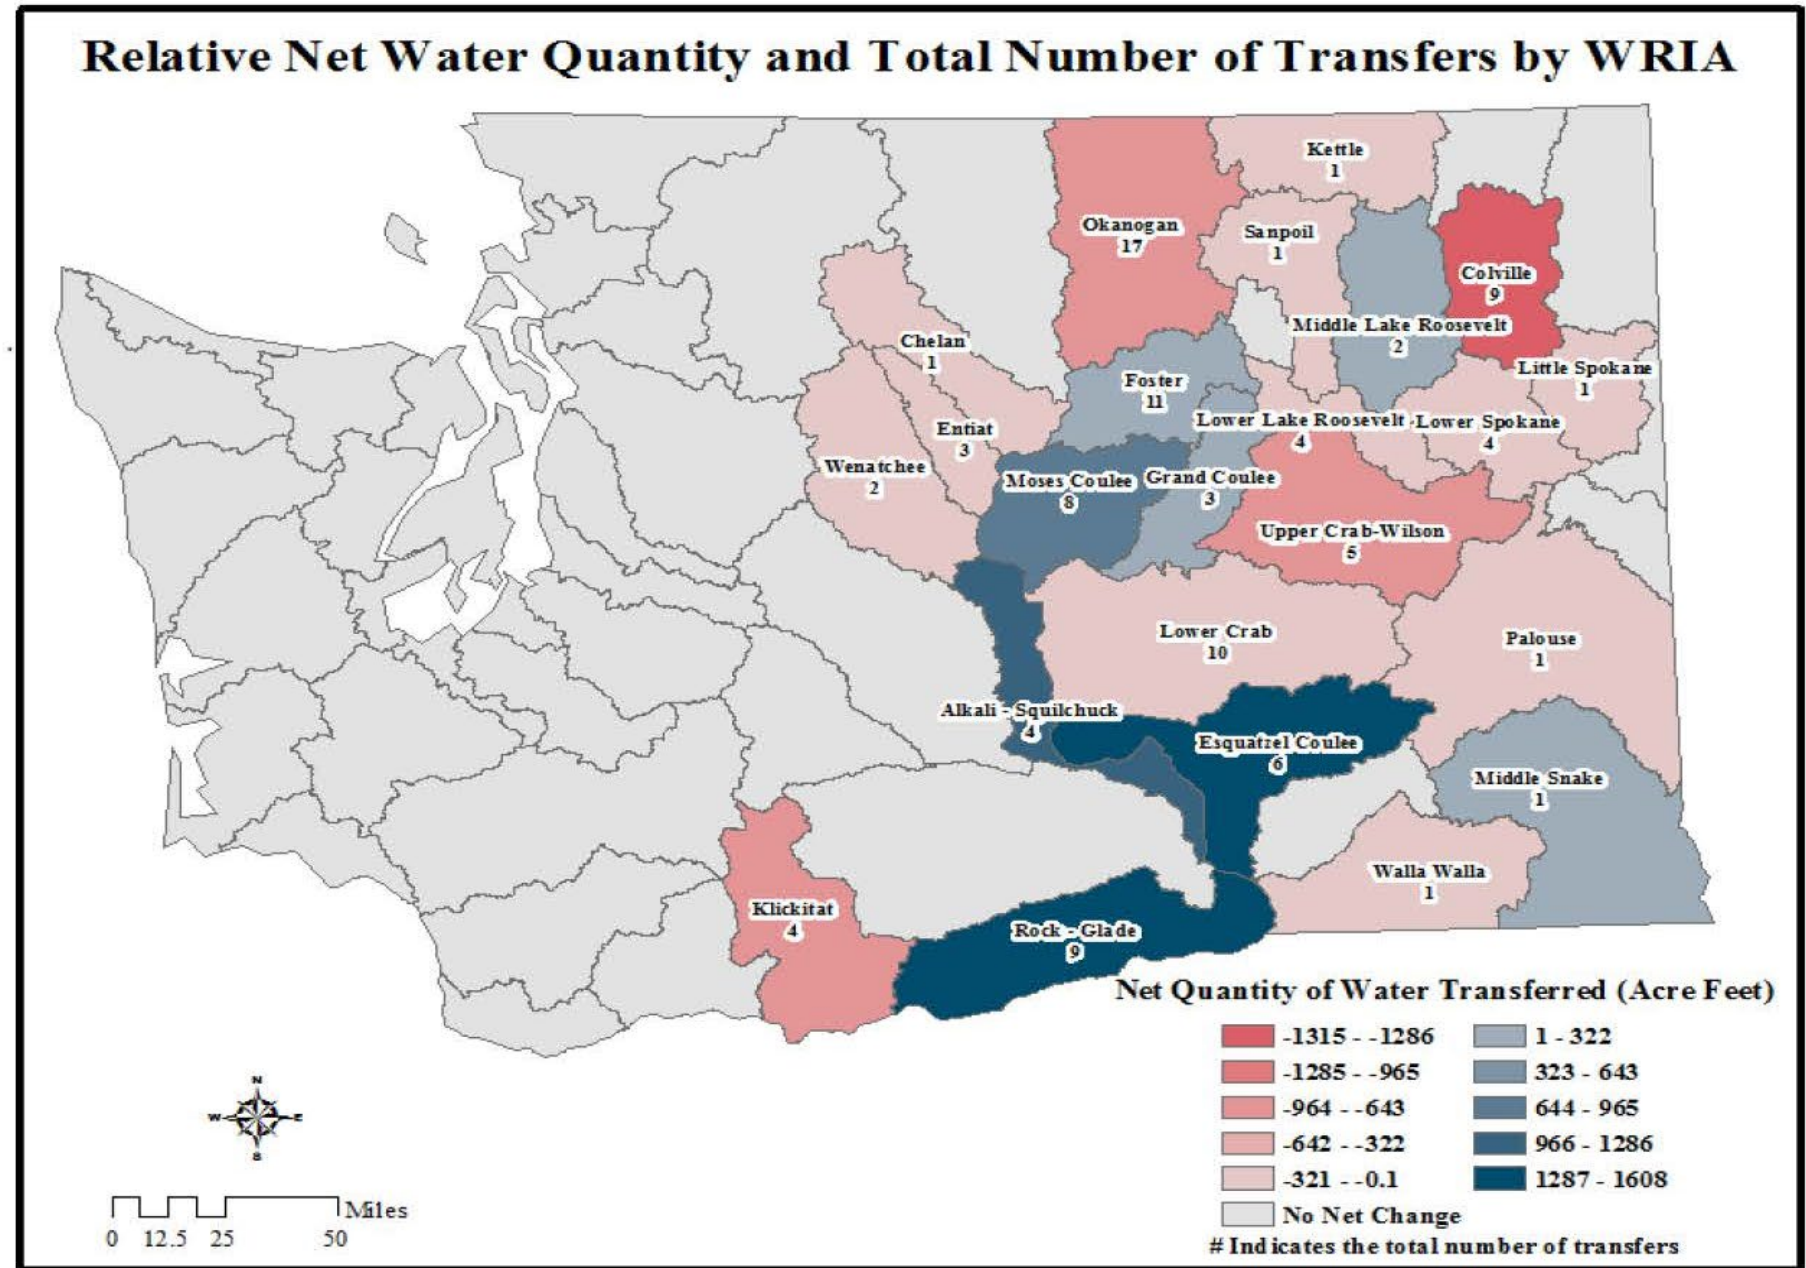 Relative Net Water Quantity and Total Number of Transfers by WRIA
Kettle
1
Okanogan
17
Sanpoil
1
Colville
9
Middle Lake Roosevelt
2
Chelan
1
Little Spokane
1
Foster
11
Lower Lake Roosevelt
4
Lower Spokane
4
Entiat
3
Wenatchee
2
Moses Coulee
8
Grand Coulee
3
Upper Crab-Wilson
5
Lower Crab
10
Palouse
1
Alkali - Squilchuck
4
Esquatzel Coulee
6
Middle Snake
1
Walla Walla
1
Klickitat
4
Rock - Glade
9
Net Quantity of Water Transferred (Acre Feet)
-1315 - -1286
-1285 - -965
-964 - -643
-642 - -322
-321 - -0.1
No Net Change
1 - 322
323 - 643
644 - 965
966 - 1286
1287 - 1608
# Indicates the total number of transfers
N
W
E
S
Miles
0 12.5 25 50